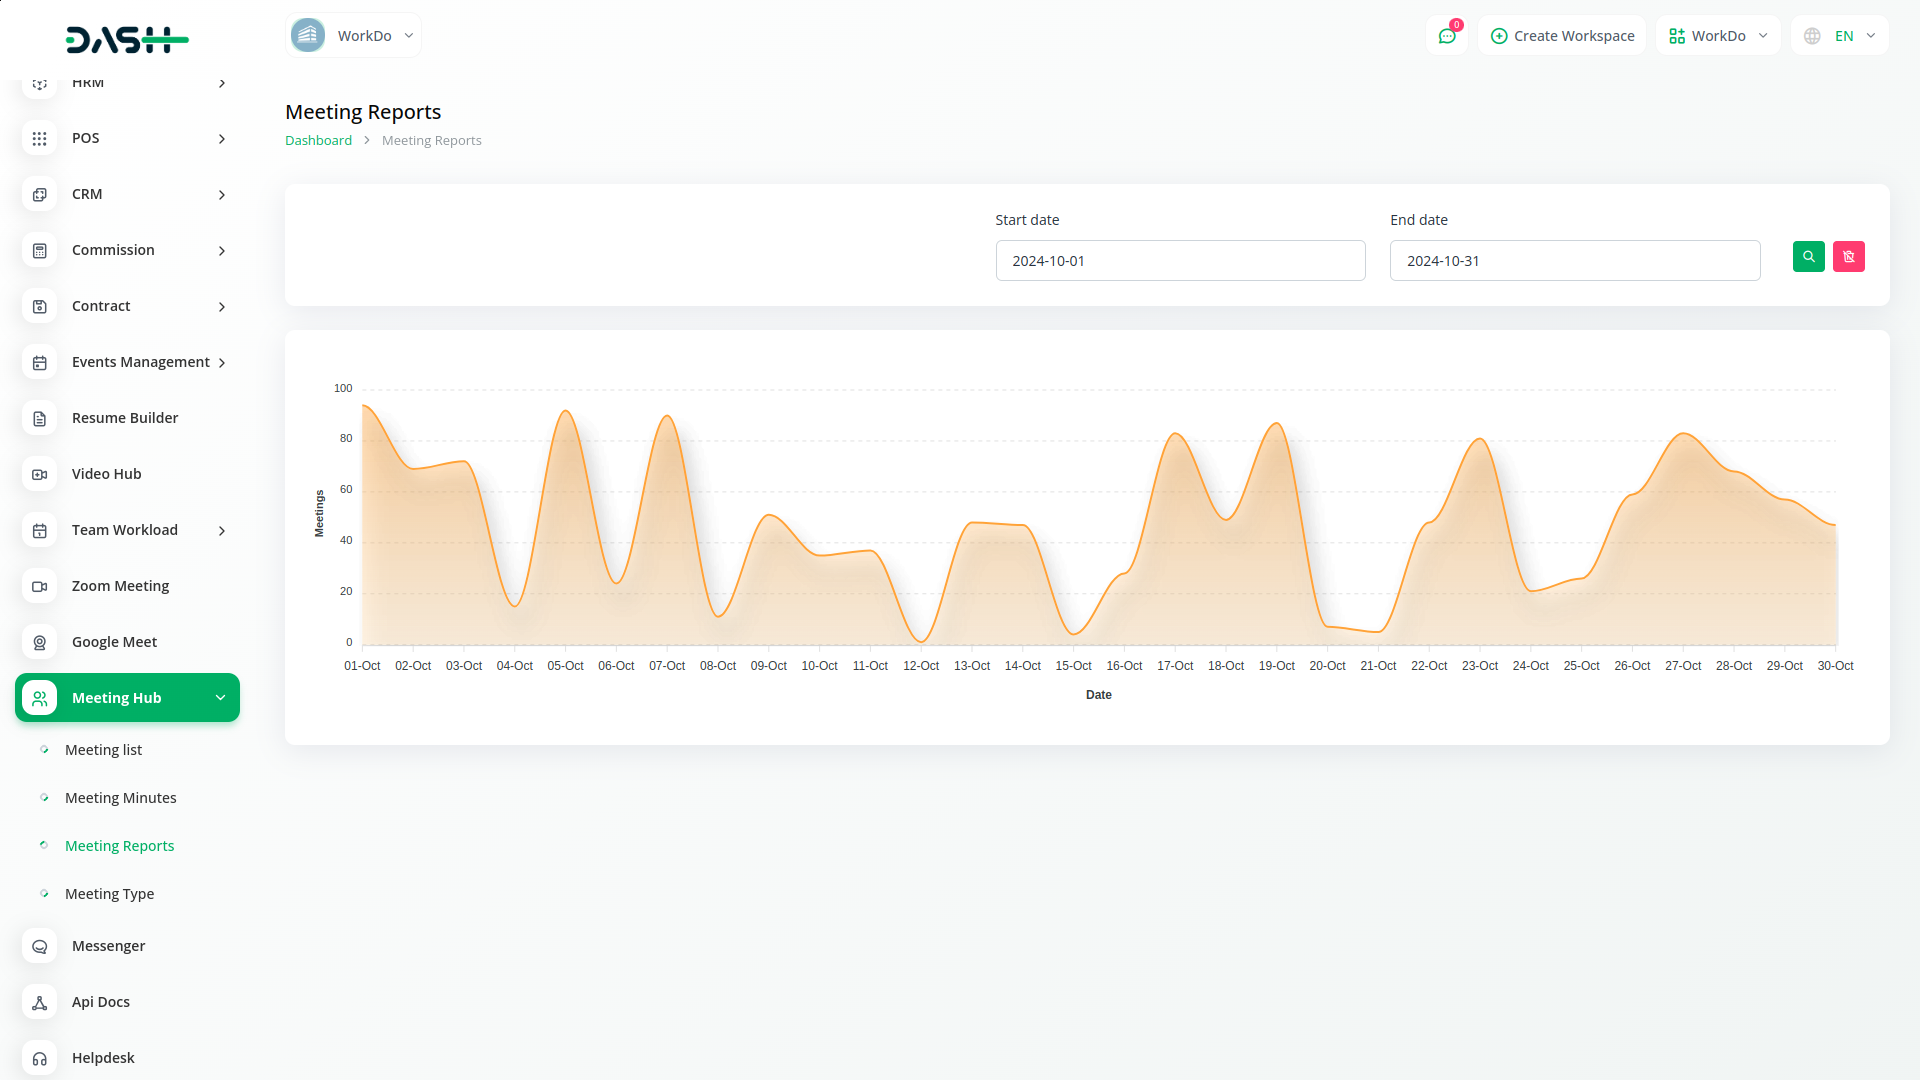 DASH
WorkDo
0
Create Workspace
WorkDo
EN
HRM
POS
CRM
Commission
Contract
Events Management
Resume Builder
Video Hub
Team Workload
Zoom Meeting
Google Meet
Meeting Hub
Meeting list
Meeting Minutes
Meeting Reports
Meeting Type
Messenger
Api Docs
Helpdesk
Meeting Reports
Dashboard > Meeting Reports
Start date
End date
2024-10-01
2024-10-31
100
80
60
40
20
0
Meetings
01-Oct 02-Oct 03-Oct 04-Oct 05-Oct 06-Oct 07-Oct 08-Oct 09-Oct 10-Oct 11-Oct 12-Oct 13-Oct 14-Oct 15-Oct 16-Oct 17-Oct 18-Oct 19-Oct 20-Oct 21-Oct 22-Oct 23-Oct 24-Oct 25-Oct 26-Oct 27-Oct 28-Oct 29-Oct 30-Oct
Date